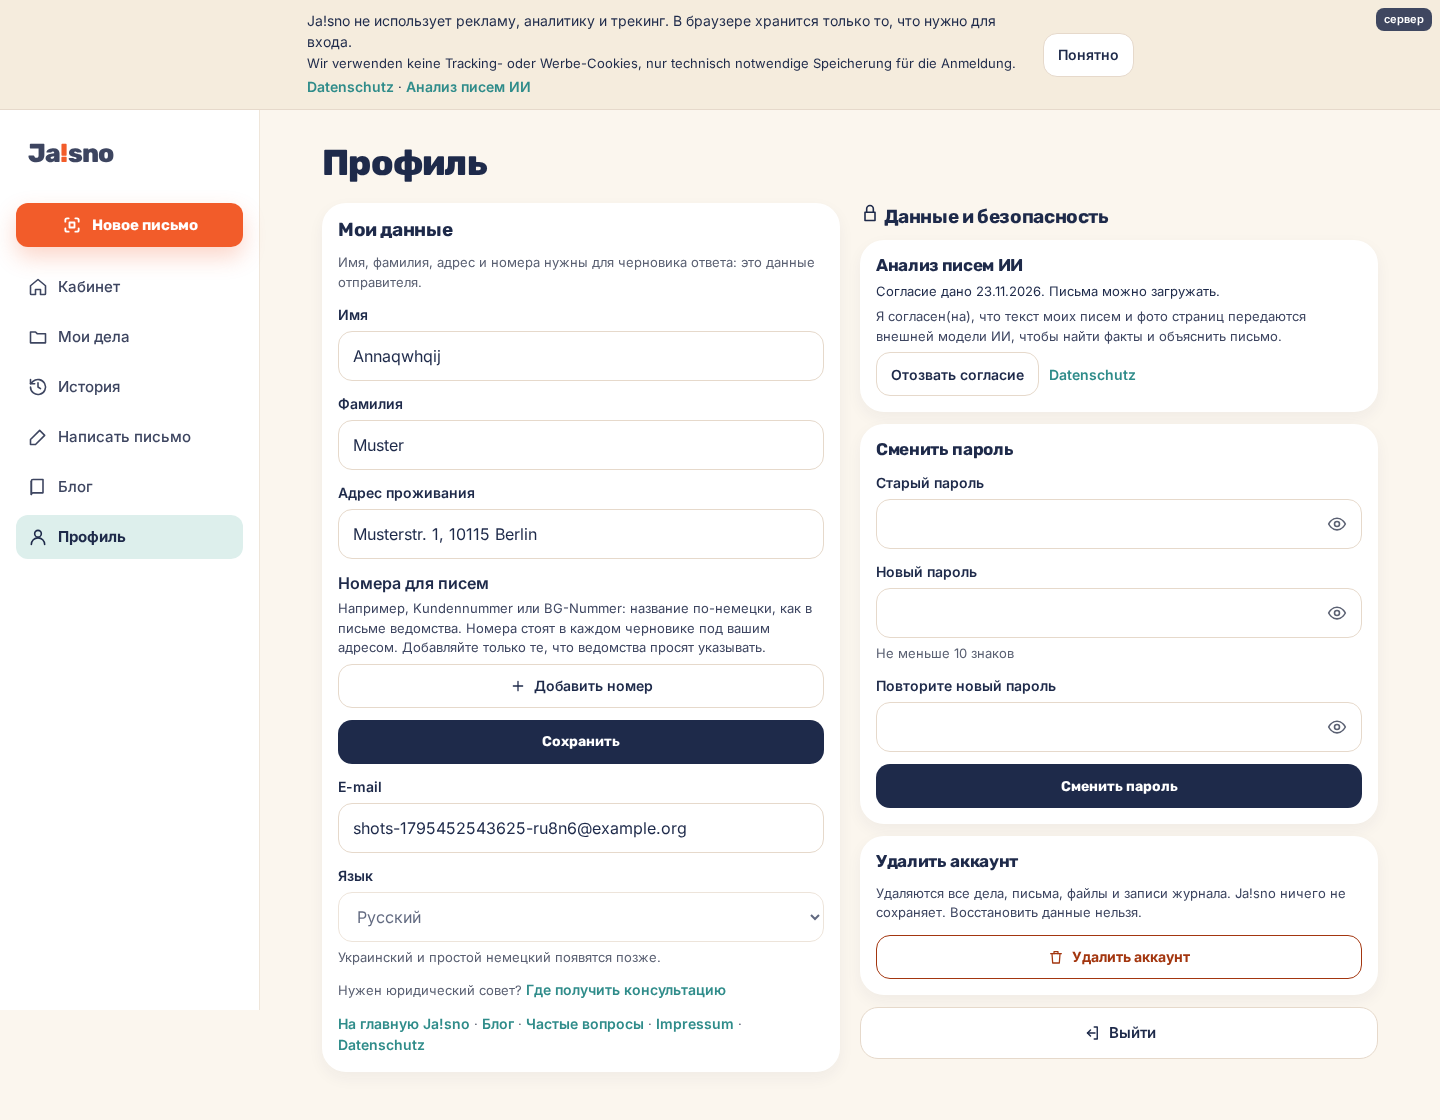 Ja!sno не использует рекламу, аналитику и трекинг. В браузере хранится только то, что нужно для
входа.
Wir verwenden keine Tracking- oder Werbe-Cookies, nur technisch notwendige Speicherung für die Anmeldung.
Datenschutz · Анализ писем ИИ
Понятно
сервер
Ja!sno
Новое письмо
Кабинет
Мои дела
История
Написать письмо
Блог
Профиль
Профиль
Мои данные
Имя, фамилия, адрес и номера нужны для черновика ответа: это данные
отправителя.
Имя
Annaqwhqij
Фамилия
Muster
Адрес проживания
Musterstr. 1, 10115 Berlin
Номера для писем
Например, Kundennummer или BG-Nummer: название по-немецки, как в
письме ведомства. Номера стоят в каждом черновике под вашим
адресом. Добавляйте только те, что ведомства просят указывать.
Добавить номер
Сохранить
E-mail
shots-1795452543625-ru8n6@example.org
Язык
Русский
Украинский и простой немецкий появятся позже.
Нужен юридический совет? Где получить консультацию
На главную Ja!sno · Блог · Частые вопросы · Impressum ·
Datenschutz
Данные и безопасность
Анализ писем ИИ
Согласие дано 23.11.2026. Письма можно загружать.
Я согласен(на), что текст моих писем и фото страниц передаются
внешней модели ИИ, чтобы найти факты и объяснить письмо.
Отозвать согласие
Datenschutz
Сменить пароль
Старый пароль
Новый пароль
Не меньше 10 знаков
Повторите новый пароль
Сменить пароль
Удалить аккаунт
Удаляются все дела, письма, файлы и записи журнала. Ja!sno ничего не
сохраняет. Восстановить данные нельзя.
Удалить аккаунт
Выйти